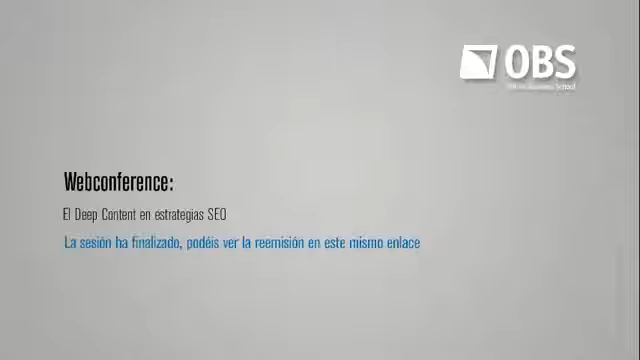 OBS
School
Webconference:
El Deep Content en estrategias SEO
La sesión ha finalizado, podéis ver la reemisión en este mismo enlace